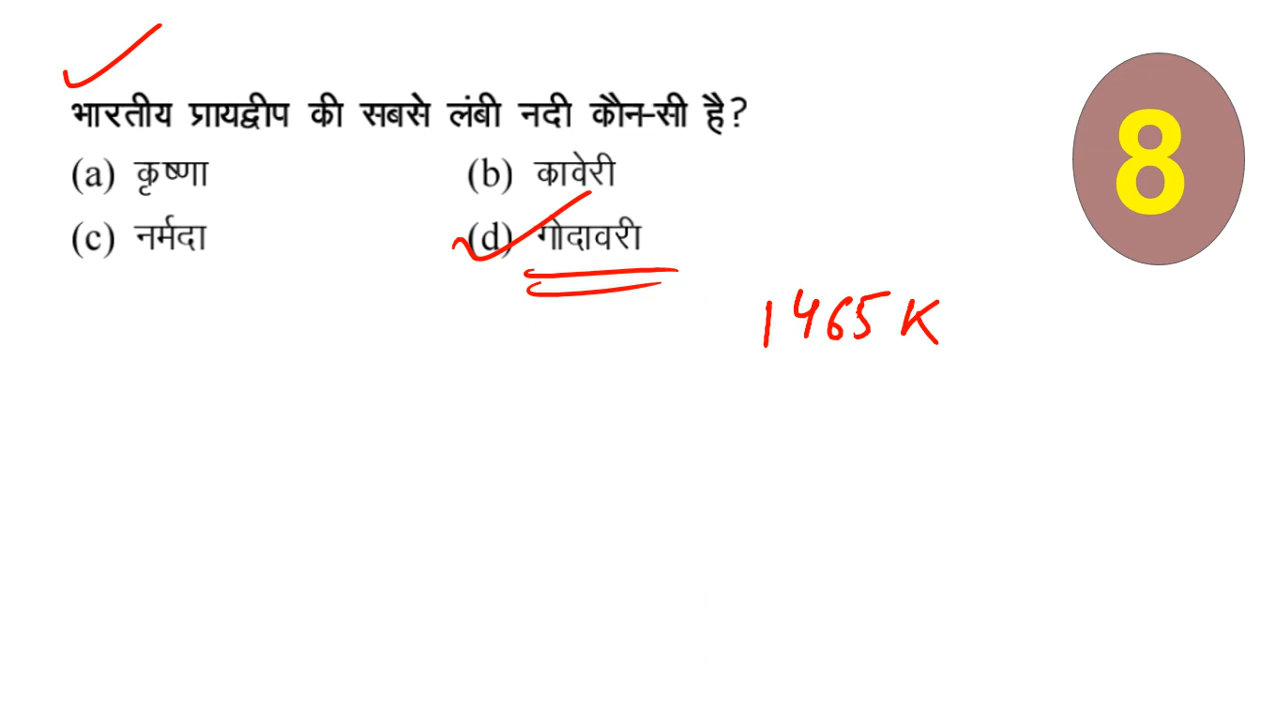 भारतीय प्रायद्वीप की सबसे लंबी नदी कौन-सी है?
8
(a) कृष्णा (b) कावेरी
(c) नर्मदा (d) गोदावरी
1465 K